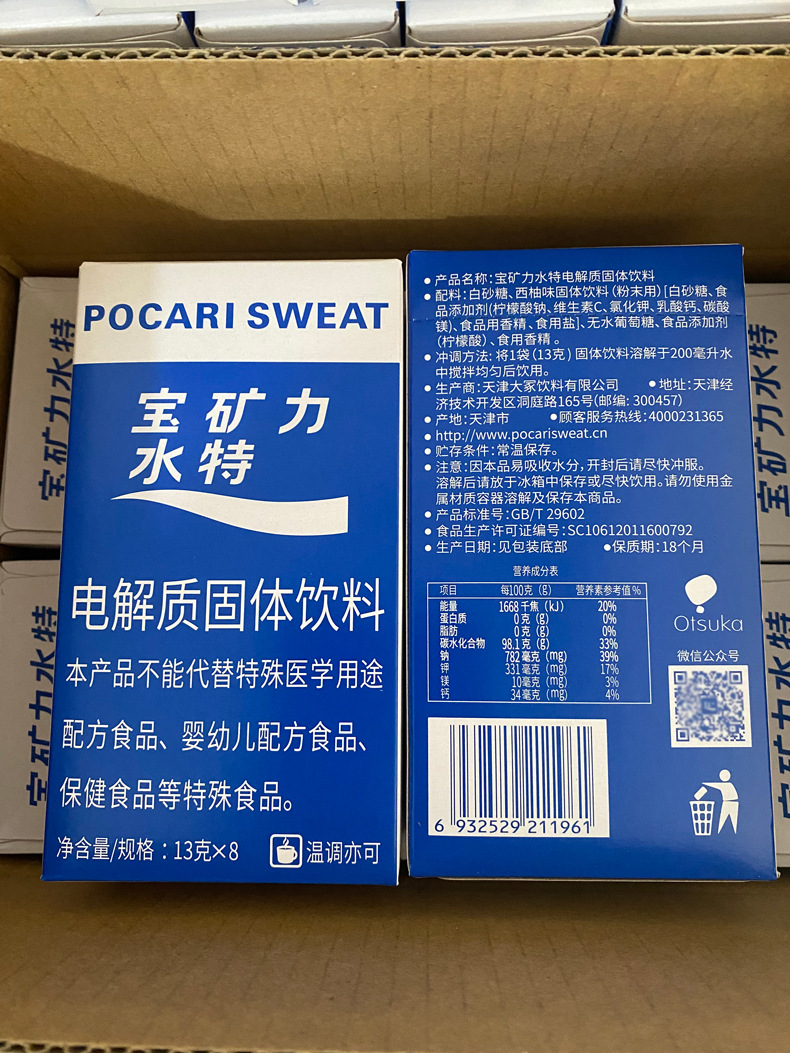 POCARI SWEAT
宝矿力
水特
电解质固体饮料
本产品不能代替特殊医学用途
配方食品、婴幼儿配方食品、
保健食品等特殊食品。
净含量/规格：13克×8
温调亦可
●产品名称：宝矿力水特电解质固体饮料
●配料：白砂糖、西柚味固体饮料（粉末用）[白砂糖、食
品添加剂(柠檬酸钠、维生素C、氯化钾、乳酸钙、碳酸
镁)、食品用香精、食用盐]、无水葡萄糖、食品添加剂
（柠檬酸）、食用香精。
●冲调方法：将1袋(13克)固体饮料溶解于200毫升水
中搅拌均匀后饮用。
●生产商：天津大冢饮料有限公司 ●地址：天津经
济技术开发区洞庭路165号(邮编：300457)
●产地：天津市 ●顾客服务热线：4000231365
●http://www.pocarisweat.cn
●贮存条件：常温保存。
●注意：因本品易吸收水分，开封后请尽快冲服。
溶解后请放于冰箱中保存或尽快饮用。请勿使用金
属材质容器溶解及保存本商品。
●产品标准号：GB/T 29602
●食品生产许可证编号：SC10612011600792
●生产日期：见包装底部 ●保质期：18个月
营养成分表
项目 每100克（g） 营养素参考值%
能量 1668千焦（kJ） 20%
蛋白质 0克（g） 0%
脂肪 0克（g） 0%
碳水化合物 98.1克（g） 33%
钠 782毫克（mg） 39%
钾 331毫克（mg） 17%
镁 10毫克（mg） 3%
钙 34毫克（mg） 4%
Otsuka
微信公众号
6 932529 211961
宝矿力水特
宝矿力水特
宝矿力水特
宝矿力水特